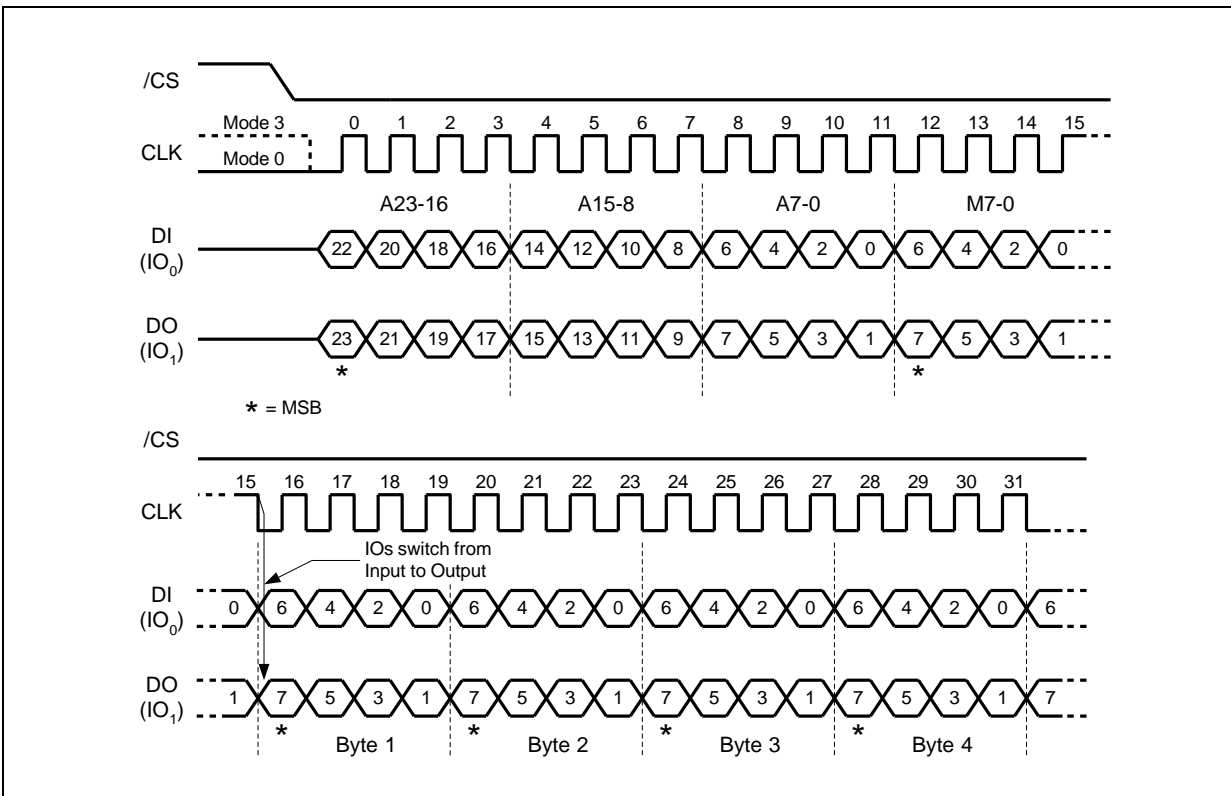 /CS
Mode 3 0 1 2 3 4 5 6 7 8 9 10 11 12 13 14 15
CLK
Mode 0
A23-16 A15-8 A7-0 M7-0
DI
(IO0)
22 20 18 16 14 12 10 8 6 4 2 0 6 4 2 0
DO
(IO1)
23 21 19 17 15 13 11 9 7 5 3 1 7 5 3 1
* *
* = MSB
/CS
15 16 17 18 19 20 21 22 23 24 25 26 27 28 29 30 31
CLK
IOs switch from
Input to Output
DI
(IO0)
0 6 4 2 0 6 4 2 0 6 4 2 0 6 4 2 0 6
DO
(IO1)
1 7 5 3 1 7 5 3 1 7 5 3 1 7 5 3 1 7
* * * *
Byte 1 Byte 2 Byte 3 Byte 4